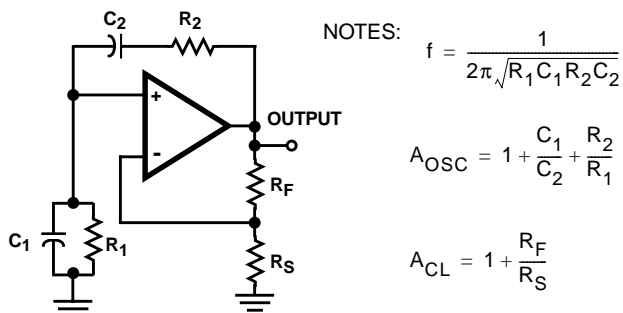 C2
R2
+
-
OUTPUT
RF
C1
R1
RS
NOTES:
f = 1 / 2π√R1C1R2C2
AOSC = 1 + C1/C2 + R2/R1
ACL = 1 + RF/RS